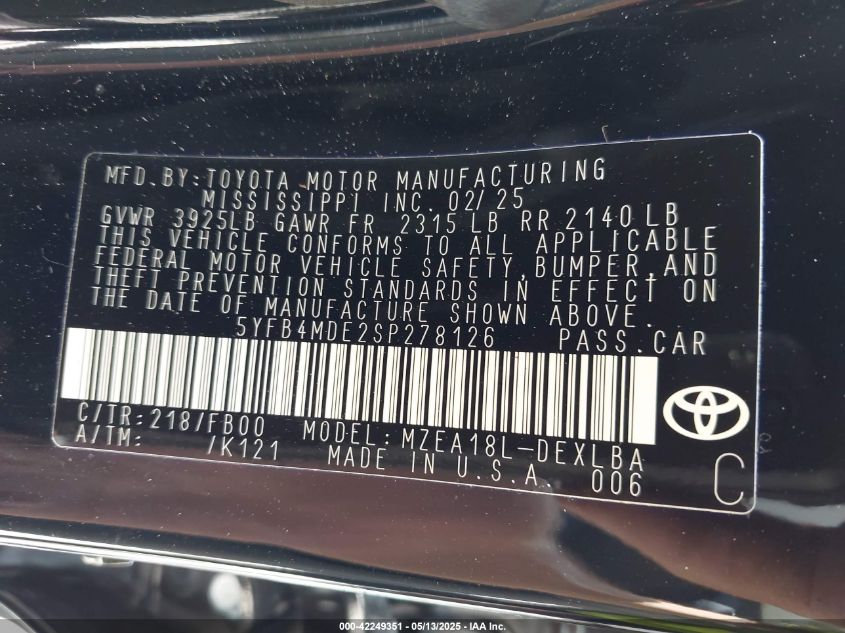 MFD.BY:TOYOTA MOTOR MANUFACTURING
MISSISSIPPI INC. 02/25
GVWR 3925LB GAWR FR 2315 LB RR 2140 LB
THIS VEHICLE CONFORMS TO ALL APPLICABLE
FEDERAL MOTOR VEHICLE SAFETY,BUMPER,AND
THEFT PREVENTION STANDARDS IN EFFECT ON
THE DATE OF MANUFACTURE SHOWN ABOVE.
5YFB4MDE2SP278126 PASS.CAR
C/TR:218/FB00 MODEL:MZEA18L-DEXLBA
A/TM: /K121 MADE IN U.S.A. 006
C
000-42249351 - 05/13/2025 - IAA Inc.